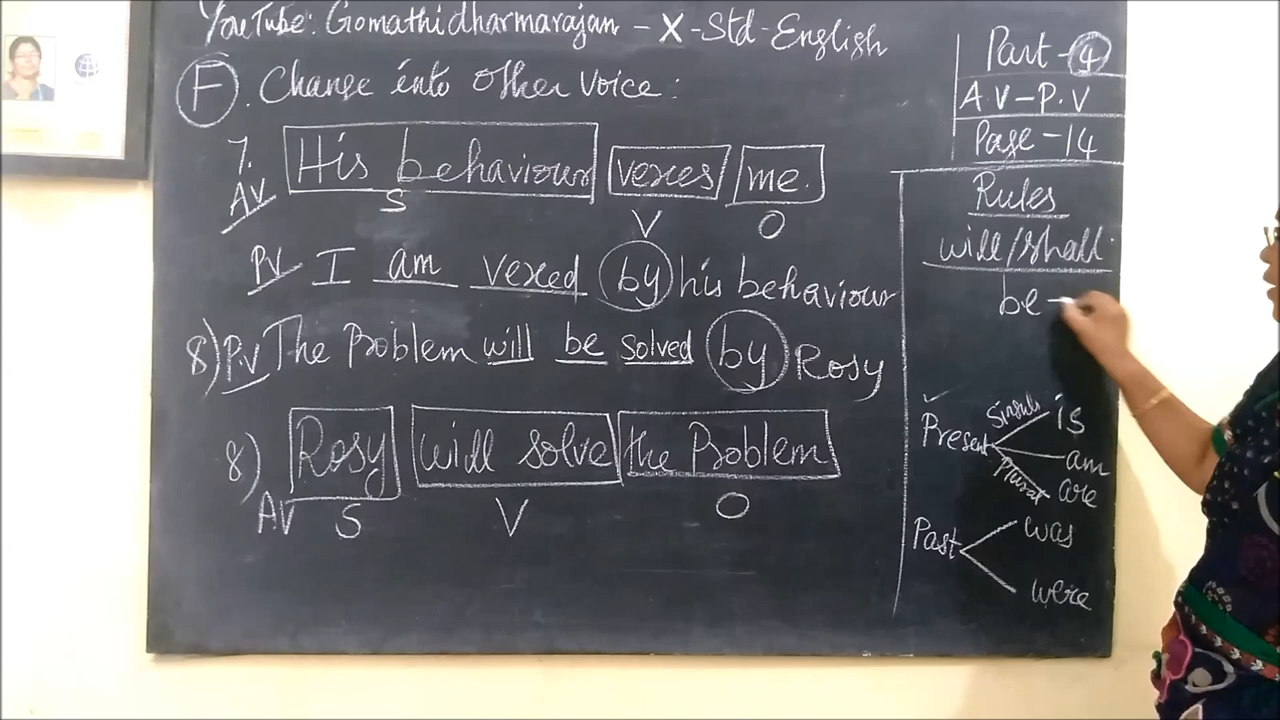 YouTube: Gomathidharmarajan - X - Std - English
F. Change into other voice:
7. His behaviour vexes me.
AV S V O
PV I am vexed by his behaviour
8) P.V The Problem will be solved by Rosy
8) Rosy will solve the Problem
AV S V O
Part - 4
A.V - P.V
Page - 14
Rules
will/shall
be -
Present singular is
am
plural are
Past was
were